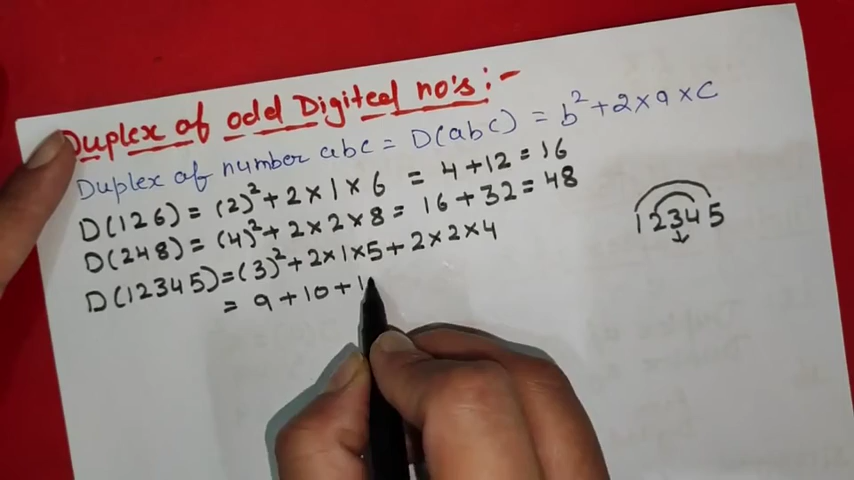 Duplex of odd Digited no's :-
Duplex of number abc = D(abc) = b² + 2 × a × c
D(126) = (2)² + 2 × 1 × 6 = 4 + 12 = 16
D(248) = (4)² + 2 × 2 × 8 = 16 + 32 = 48
D(12345) = (3)² + 2 × 1 × 5 + 2 × 2 × 4
= 9 + 10 + 1
12345